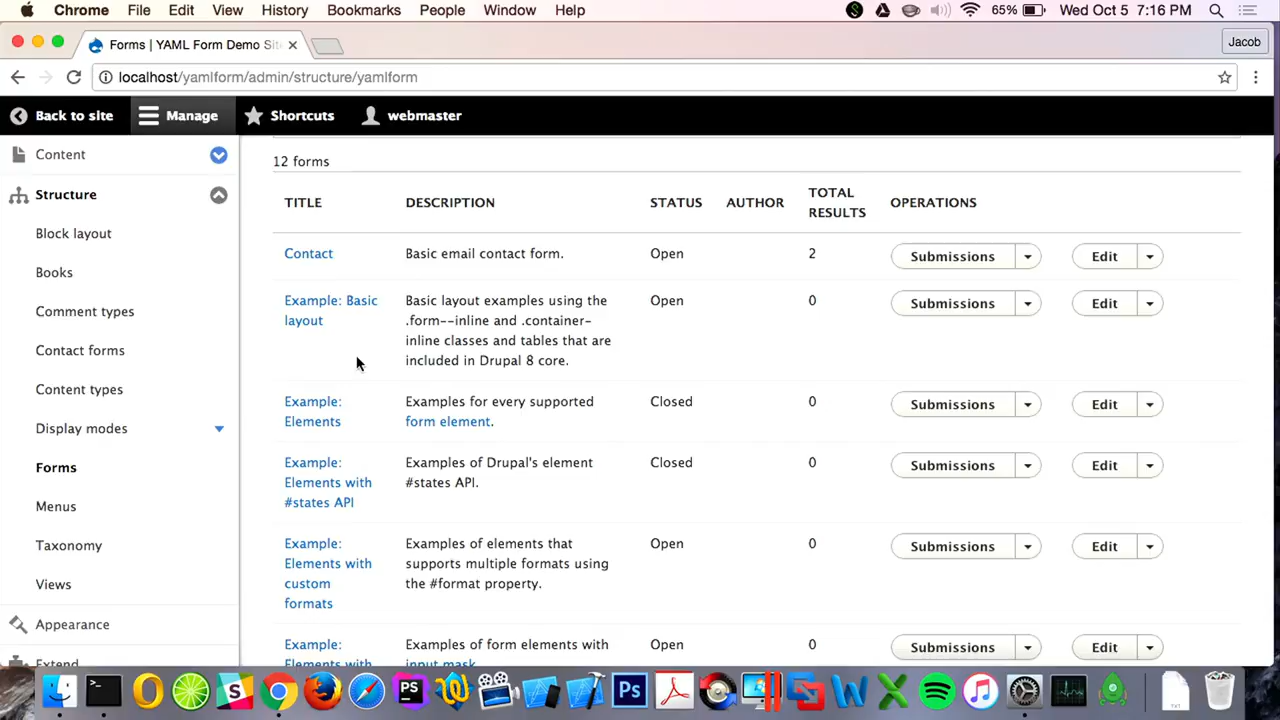 Chrome File Edit View History Bookmarks People Window Help 65% Wed Oct 5 7:16 PM
Forms | YAML Form Demo Sit Jacob
localhost/yamlform/admin/structure/yamlform
Back to site Manage Shortcuts webmaster
Content
Structure
Block layout
Books
Comment types
Contact forms
Content types
Display modes
Forms
Menus
Taxonomy
Views
Appearance
Extend
12 forms
TITLE DESCRIPTION STATUS AUTHOR TOTAL
RESULTS OPERATIONS
Contact Basic email contact form. Open 2 Submissions Edit
Example: Basic Basic layout examples using the Open 0 Submissions Edit
layout .form--inline and .container-
inline classes and tables that are
included in Drupal 8 core.
Example: Examples for every supported Closed 0 Submissions Edit
Elements form element.
Example: Examples of Drupal's element Closed 0 Submissions Edit
Elements with #states API.
#states API
Example: Examples of elements that Open 0 Submissions Edit
Elements with supports multiple formats using
custom the #format property.
formats
Example: Examples of form elements with Open 0 Submissions Edit
Elements with input mask